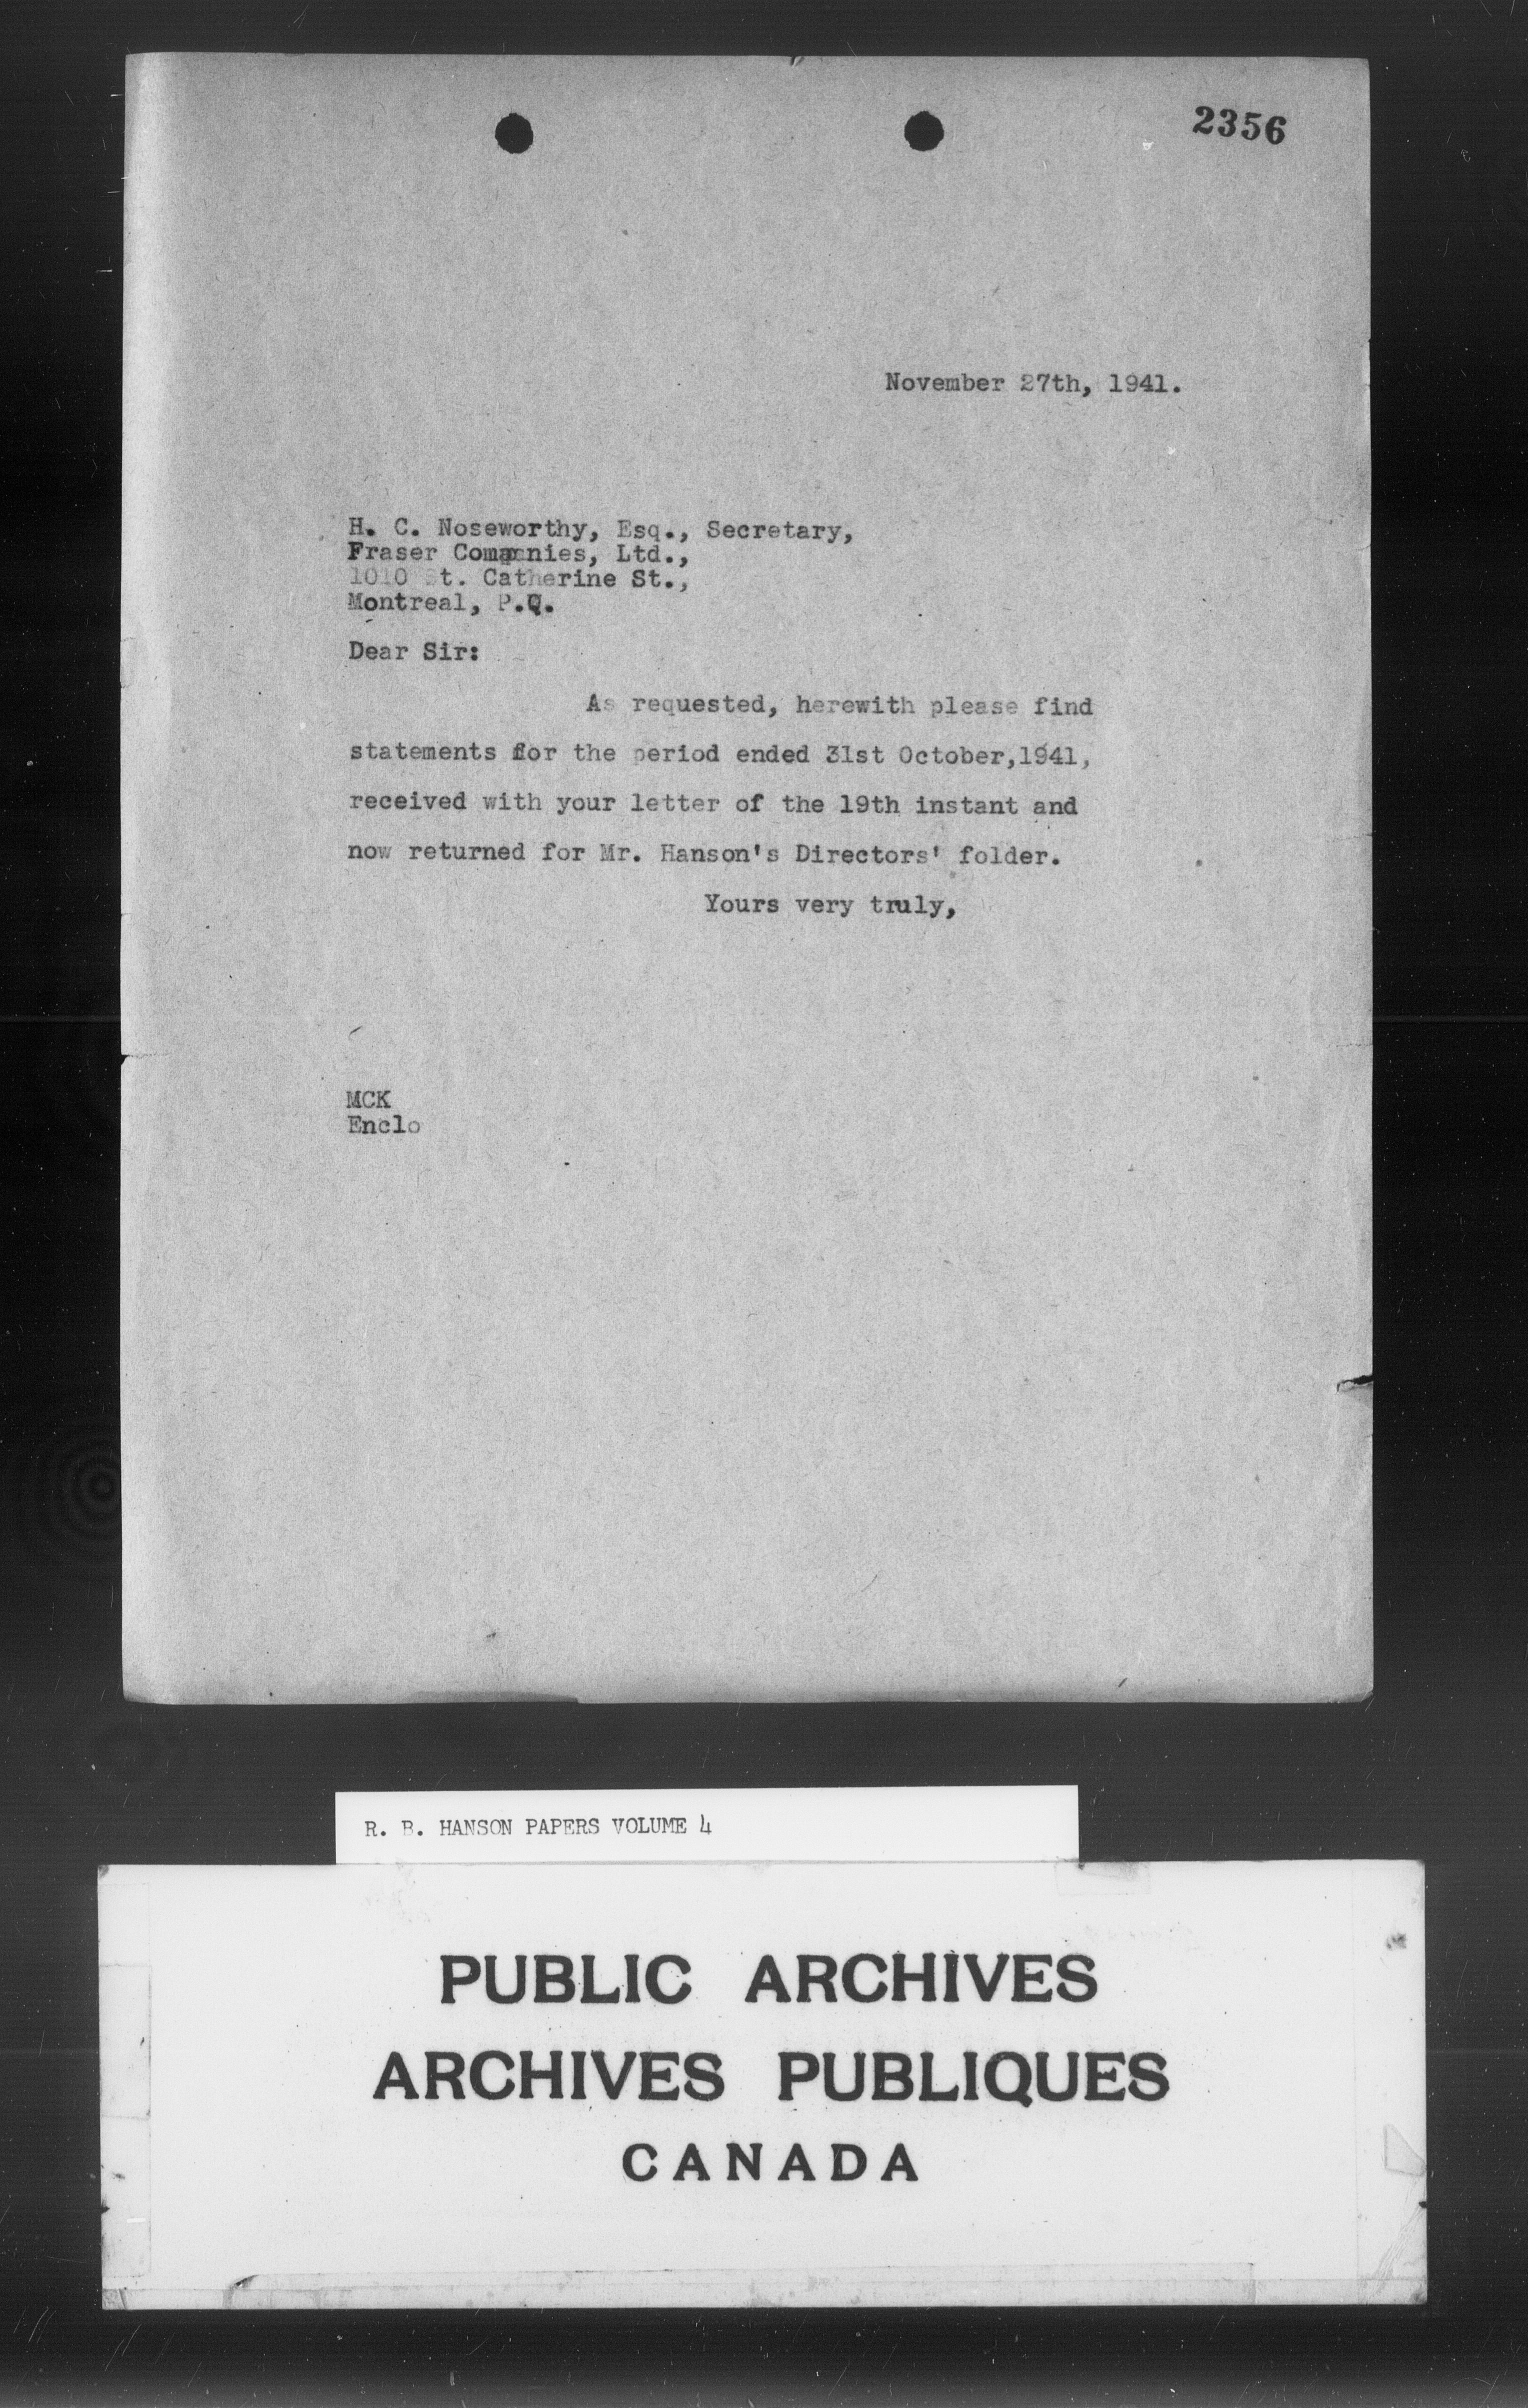 2356
November 27th, 1941.
H. C. Noseworthy, Esq., Secretary,
Fraser Companies, Ltd.,
1010 St. Catherine St.,
Montreal, P.Q.
Dear Sir:
As requested, herewith please find
statements for the period ended 31st October,1941,
received with your letter of the 19th instant and
now returned for Mr. Hanson's Directors' folder.
Yours very truly,
MCK
Enclo
R. B. HANSON PAPERS VOLUME 4
PUBLIC ARCHIVES
ARCHIVES PUBLIQUES
CANADA